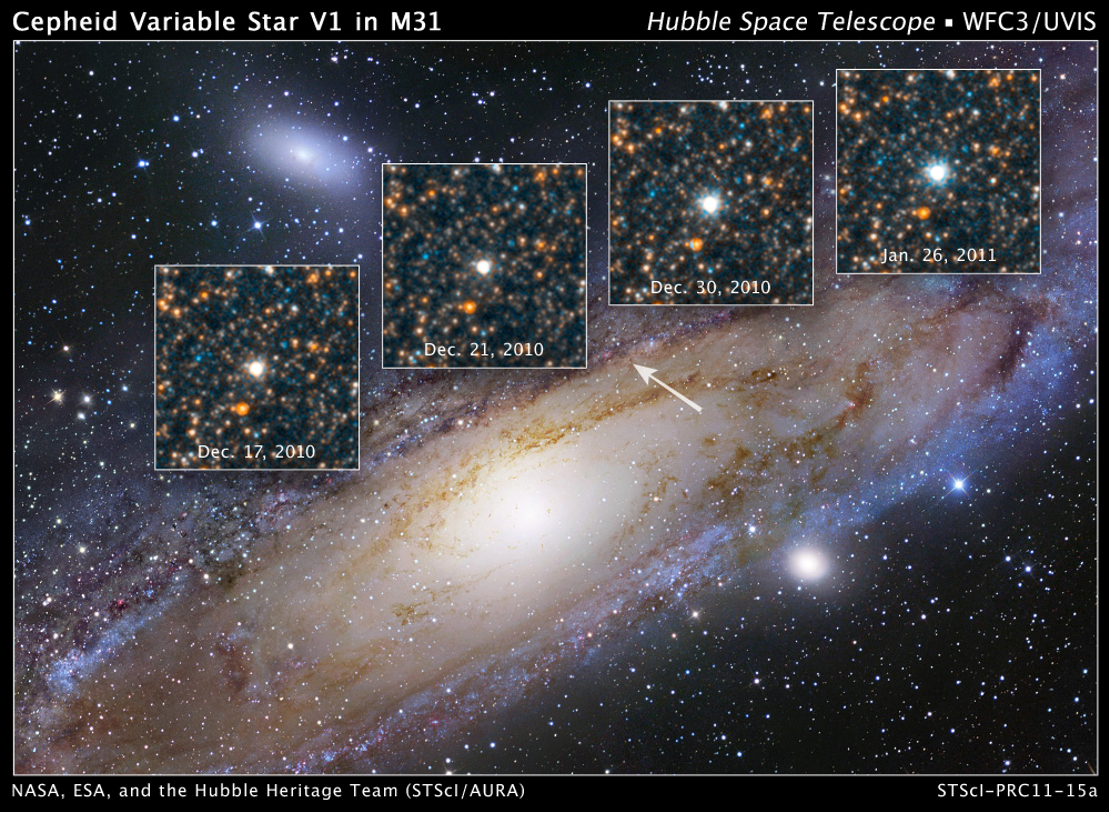 Cepheid Variable Star V1 in M31
Hubble Space Telescope ▪ WFC3/UVIS
Jan. 26, 2011
Dec. 30, 2010
Dec. 21, 2010
Dec. 17, 2010
NASA, ESA, and the Hubble Heritage Team (STScI/AURA)
STScI-PRC11-15a